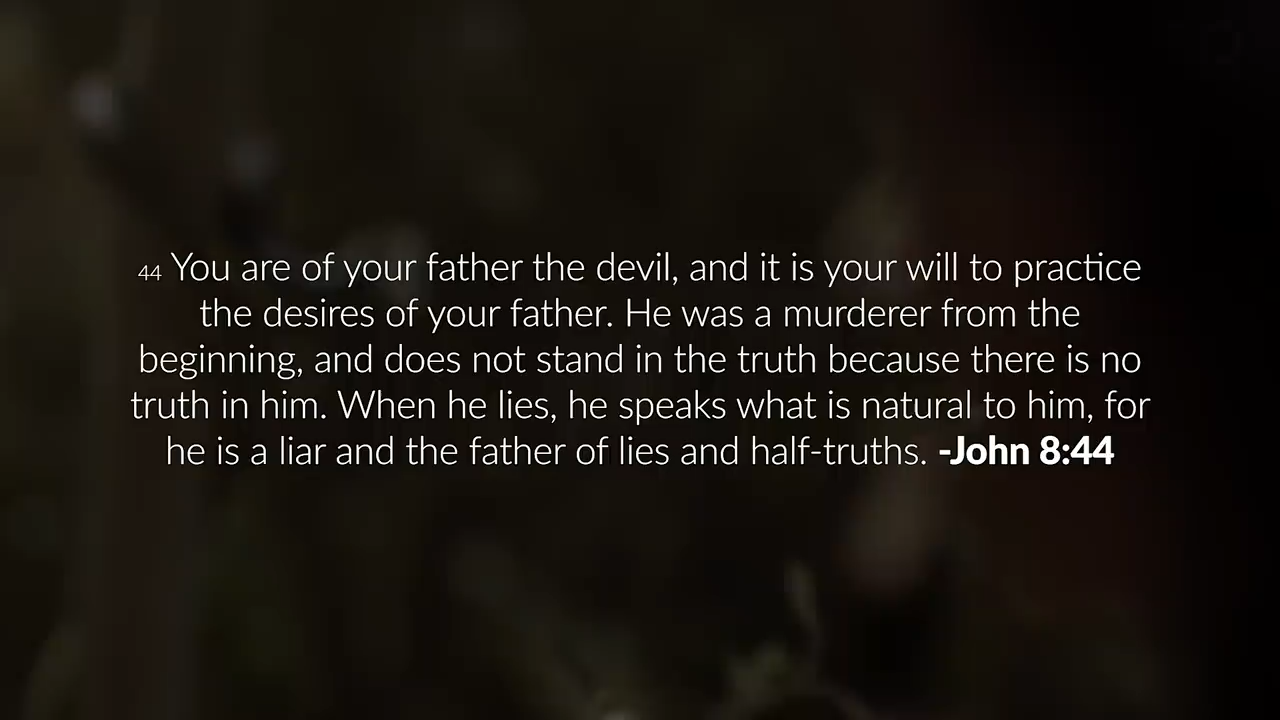 44 You are of your father the devil, and it is your will to practice
the desires of your father. He was a murderer from the
beginning, and does not stand in the truth because there is no
truth in him. When he lies, he speaks what is natural to him, for
he is a liar and the father of lies and half-truths. -John 8:44